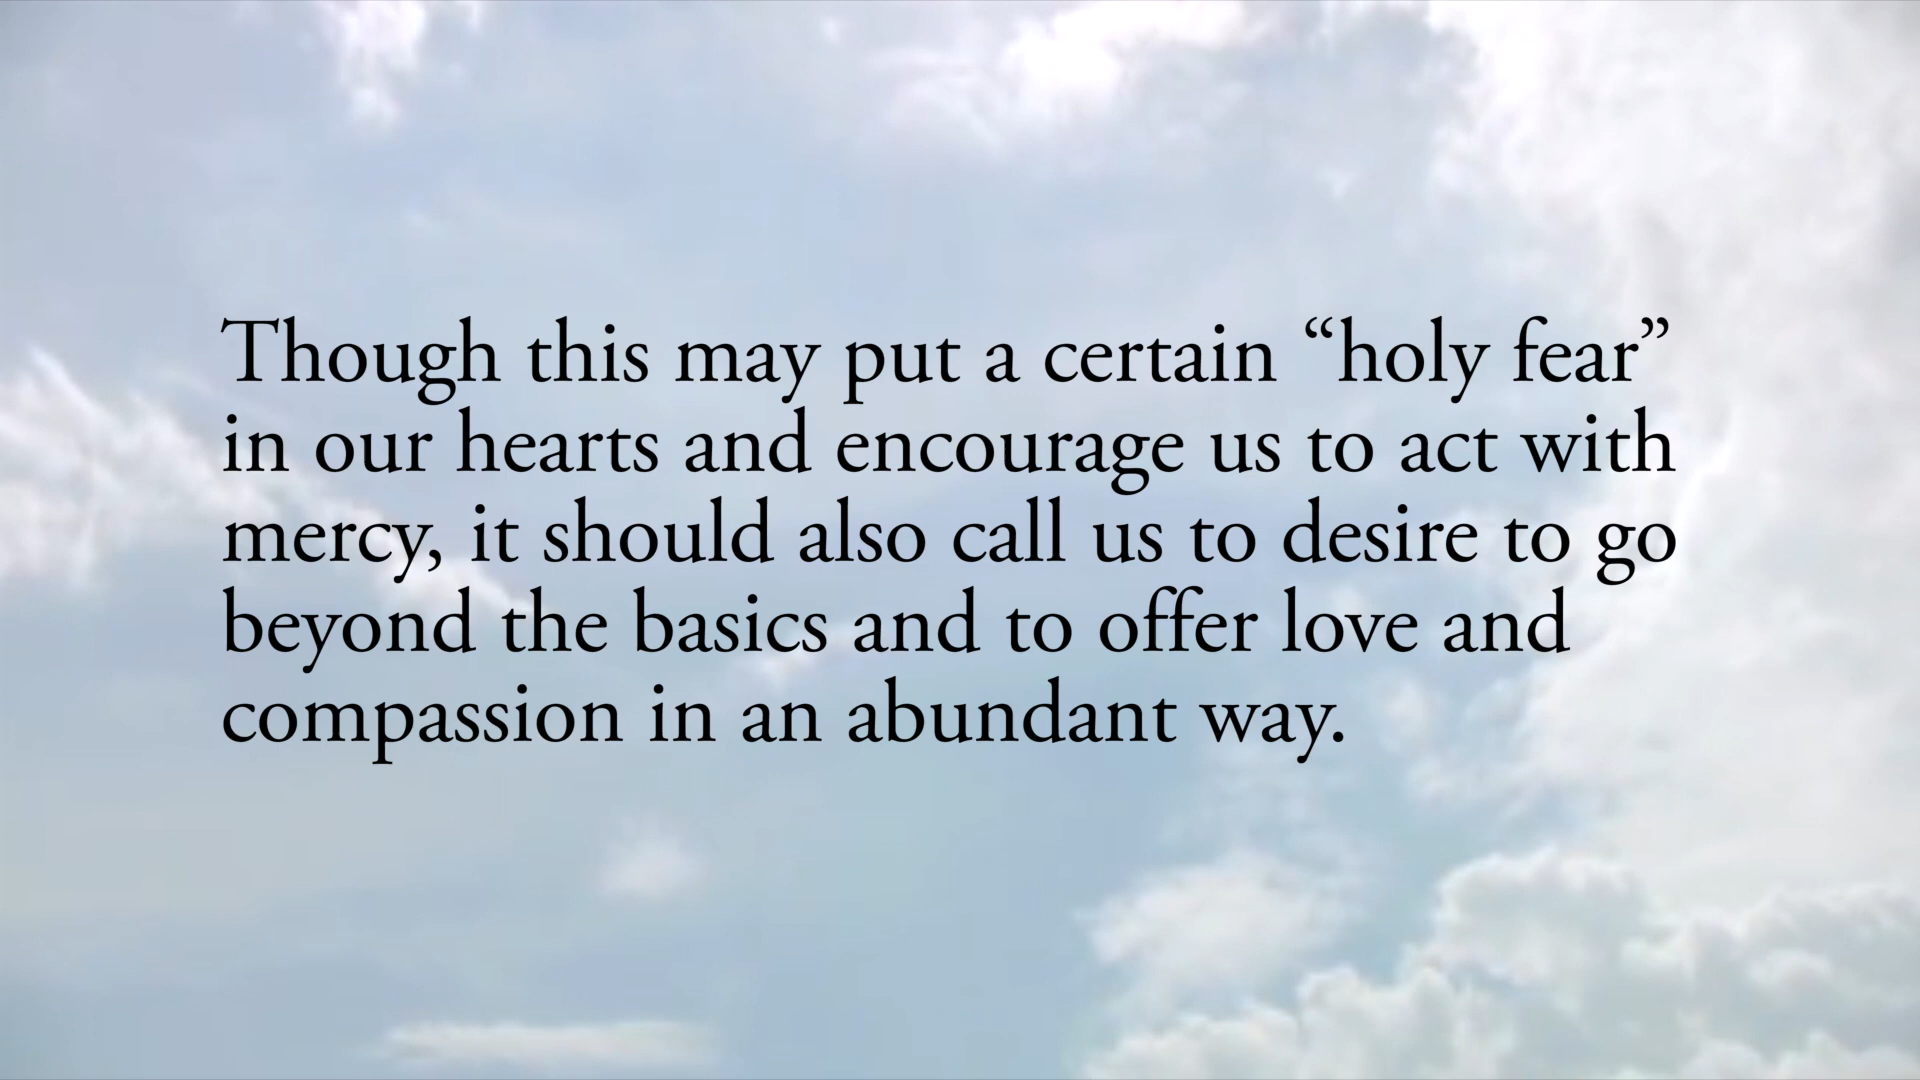 Though this may put a certain “holy fear”
in our hearts and encourage us to act with
mercy, it should also call us to desire to go
beyond the basics and to offer love and
compassion in an abundant way.